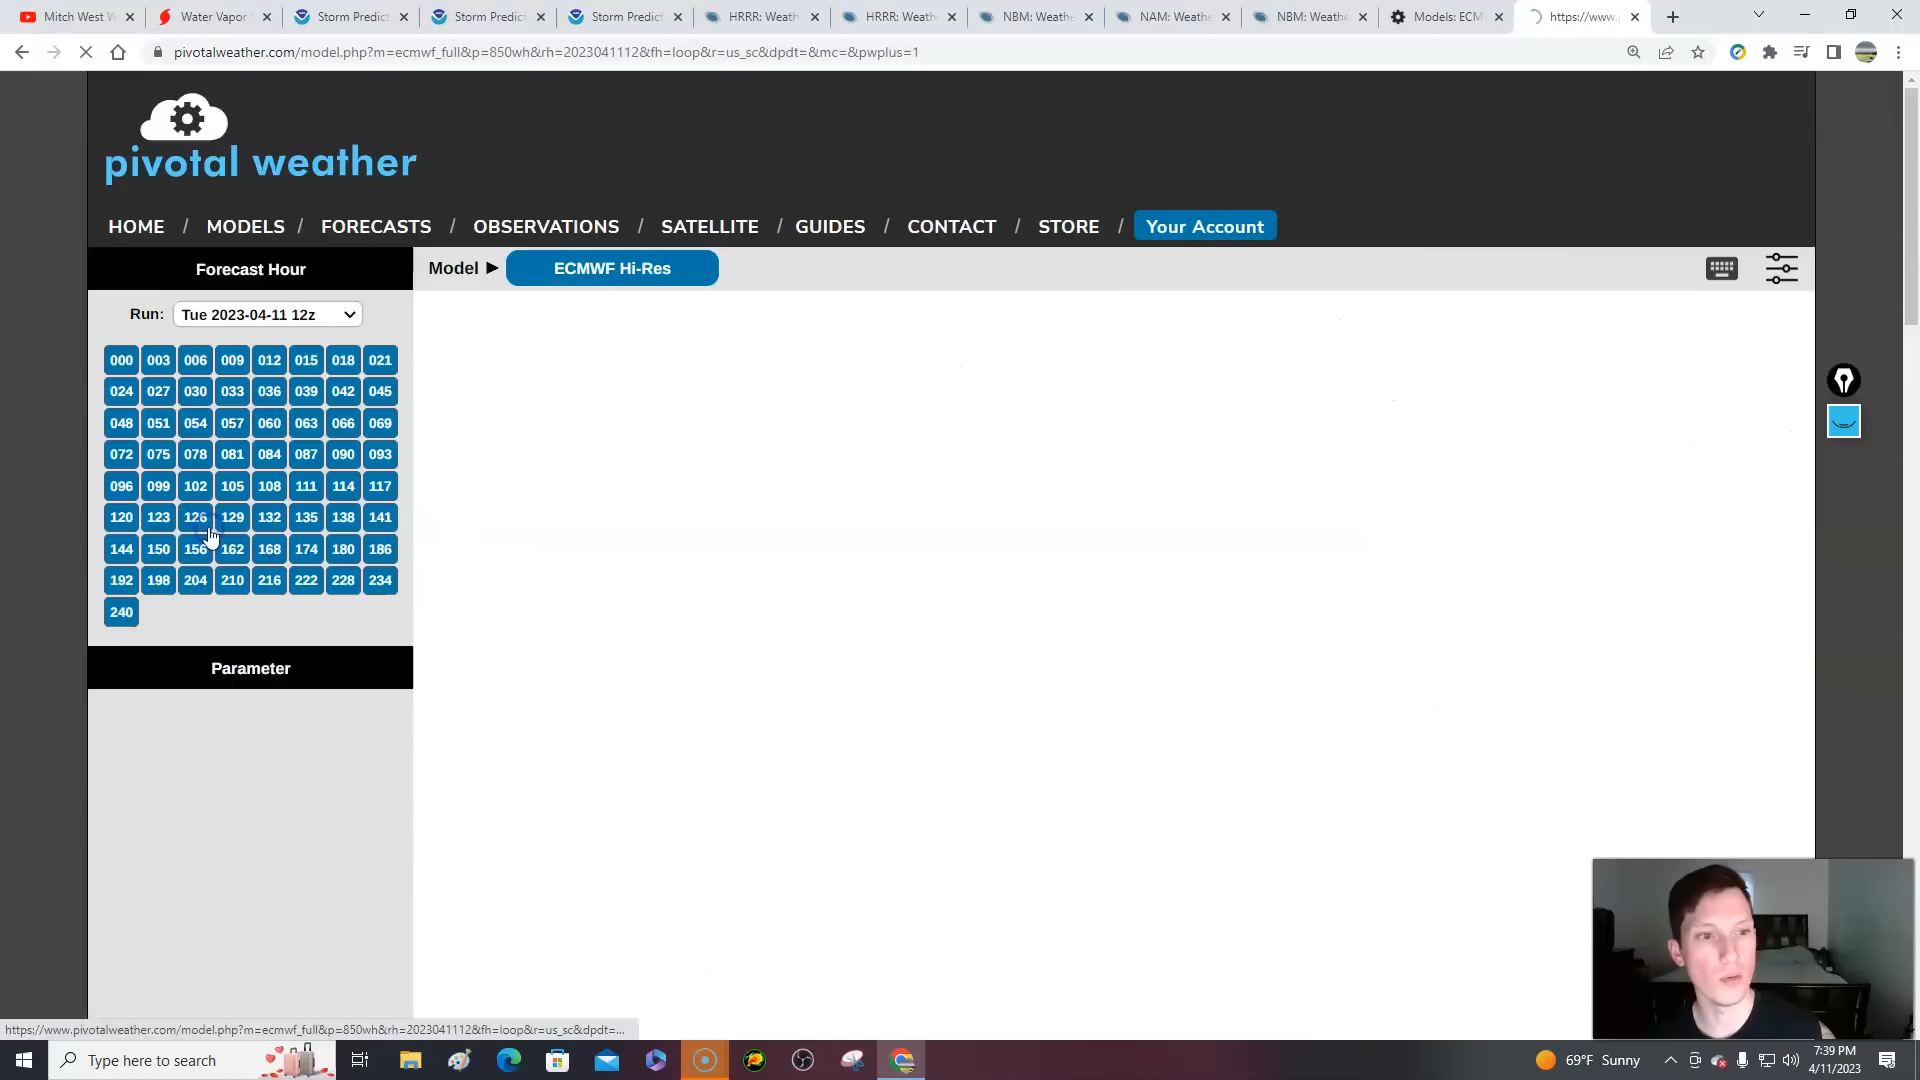 Mitch West W
Water Vapor
Storm Predict
Storm Predict
Storm Predict
HRRR: Weath
HRRR: Weath
NBM: Weathe
NAM: Weathe
NBM: Weathe
Models: ECM
https://www.
pivotalweather.com/model.php?m=ecmwf_full&p=850wh&rh=2023041112&fh=loop&r=us_sc&dpdt=&mc=&pwplus=1
pivotal weather
HOME / MODELS / FORECASTS / OBSERVATIONS / SATELLITE / GUIDES / CONTACT / STORE / Your Account
Forecast Hour
Model ▶ ECMWF Hi-Res
Run: Tue 2023-04-11 12z
000 003 006 009 012 015 018 021
024 027 030 033 036 039 042 045
048 051 054 057 060 063 066 069
072 075 078 081 084 087 090 093
096 099 102 105 108 111 114 117
120 123 126 129 132 135 138 141
144 150 156 162 168 174 180 186
192 198 204 210 216 222 228 234
240
Parameter
https://www.pivotalweather.com/model.php?m=ecmwf_full&p=850wh&rh=2023041112&fh=loop&r=us_sc&dpdt=...
Type here to search
69°F Sunny
7:39 PM
4/11/2023